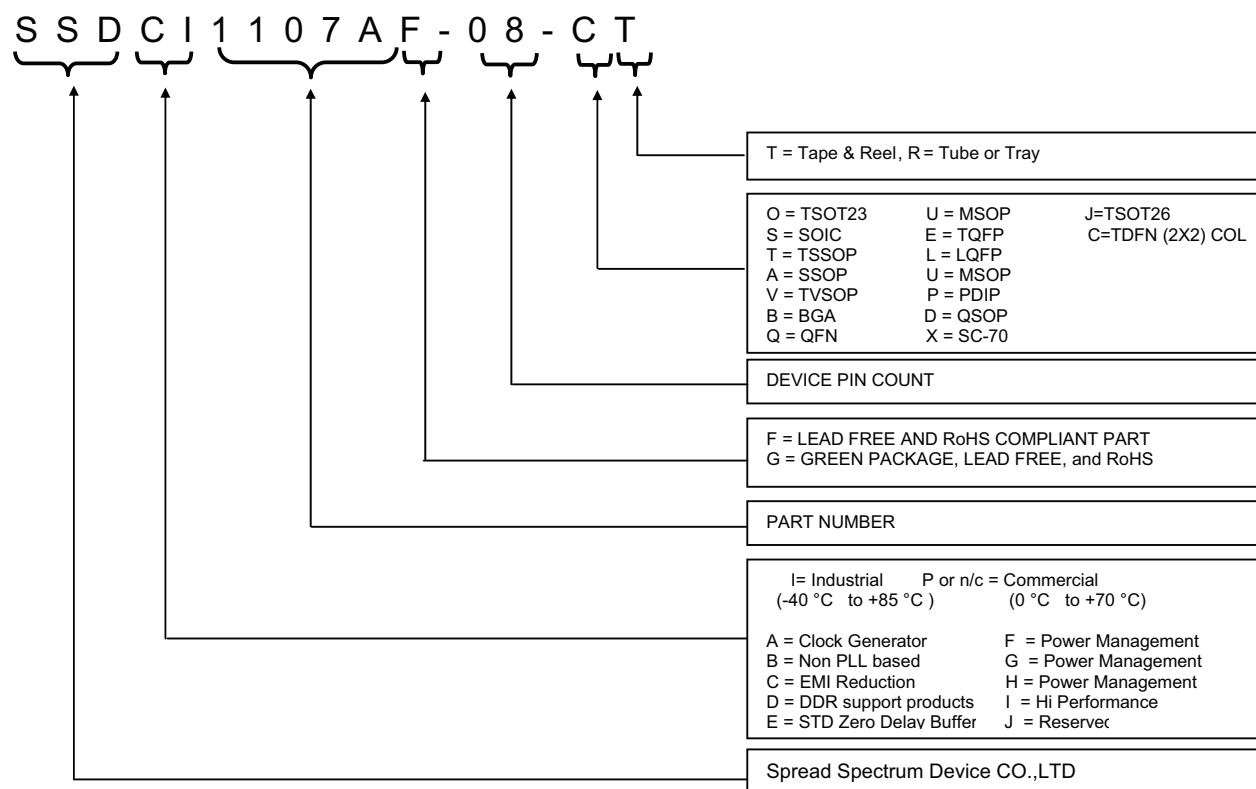 S S D C I 1 1 0 7 A F - 0 8 - C T
T = Tape & Reel, R = Tube or Tray
O = TSOT23 U = MSOP J=TSOT26
S = SOIC E = TQFP C=TDFN (2X2) COL
T = TSSOP L = LQFP
A = SSOP U = MSOP
V = TVSOP P = PDIP
B = BGA D = QSOP
Q = QFN X = SC-70
DEVICE PIN COUNT
F = LEAD FREE AND RoHS COMPLIANT PART
G = GREEN PACKAGE, LEAD FREE, and RoHS
PART NUMBER
I= Industrial P or n/c = Commercial
(-40 °C to +85 °C ) (0 °C to +70 °C)
A = Clock Generator F = Power Management
B = Non PLL based G = Power Management
C = EMI Reduction H = Power Management
D = DDR support products I = Hi Performance
E = STD Zero Delay Buffer J = Reserved
Spread Spectrum Device CO.,LTD